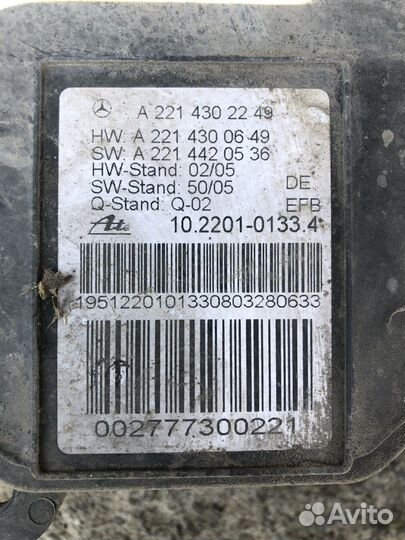 A 221 430 22 49
HW: A 221 430 06 49
SW: A 221 442 05 36
HW-Stand: 02/05
SW-Stand: 50/05 DE
Q-Stand: Q-02 EFB
Ate 10.2201-0133.4
1951220101330803280633
002777300221
Avito